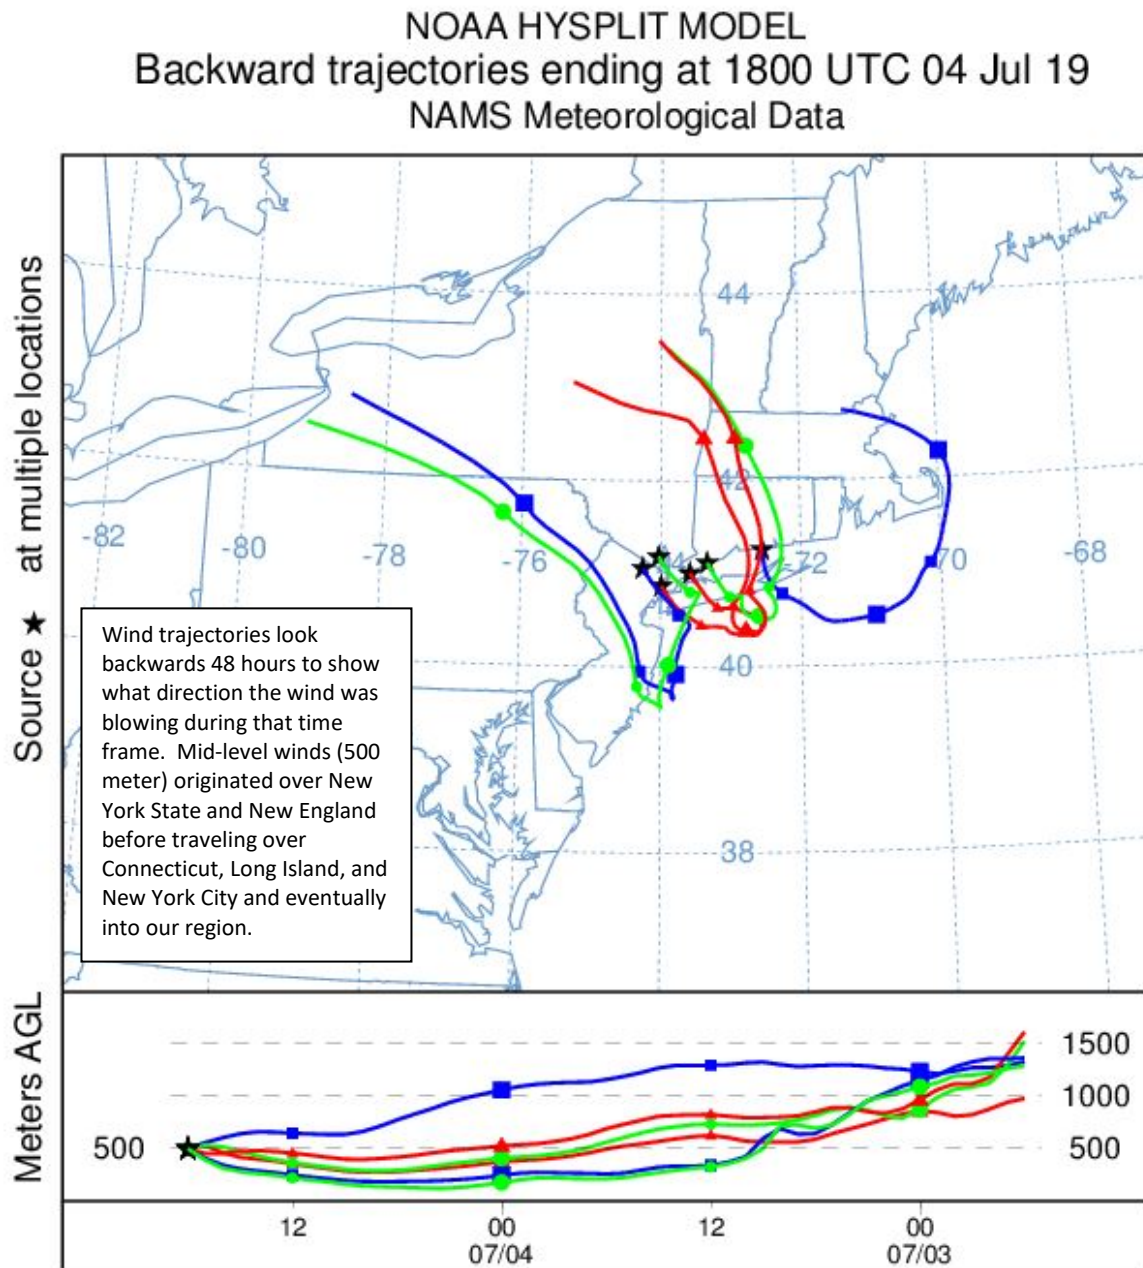 NOAA HYSPLIT MODEL
Backward trajectories ending at 1800 UTC 04 Jul 19
NAMS Meteorological Data
Source ★ at multiple locations
44
42
-82
-80
-78
-76
-72
70
-68
40
38
Wind trajectories look
backwards 48 hours to show
what direction the wind was
blowing during that time
frame. Mid-level winds (500
meter) originated over New
York State and New England
before traveling over
Connecticut, Long Island, and
New York City and eventually
into our region.
Meters AGL
1500
1000
500
500
12
00
12
00
07/04
07/03